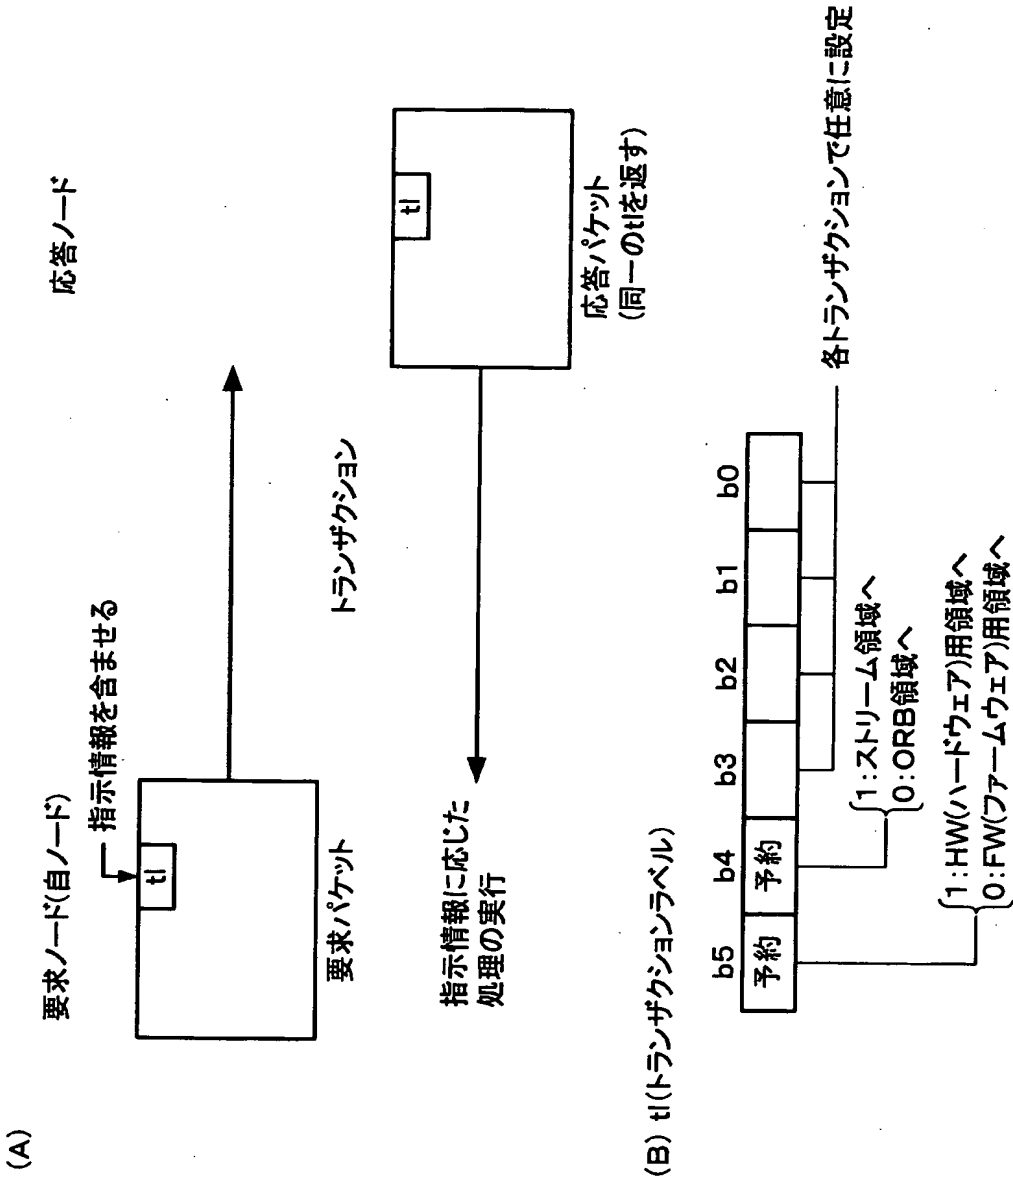 (A)
要求ノード(自ノード)
応答ノード
指示情報を含ませる
tl
要求パケット
トランザクション
tl
応答パケット
(同一のtlを返す)
指示情報に応じた
処理の実行
(B) tl(トランザクションラベル)
b5 b4 b3 b2 b1 b0
予約 予約
各トランザクションで任意に設定
1:ストリーム領域へ
0:ORB領域へ
1:HW(ハードウェア)用領域へ
0:FW(ファームウェア)用領域へ